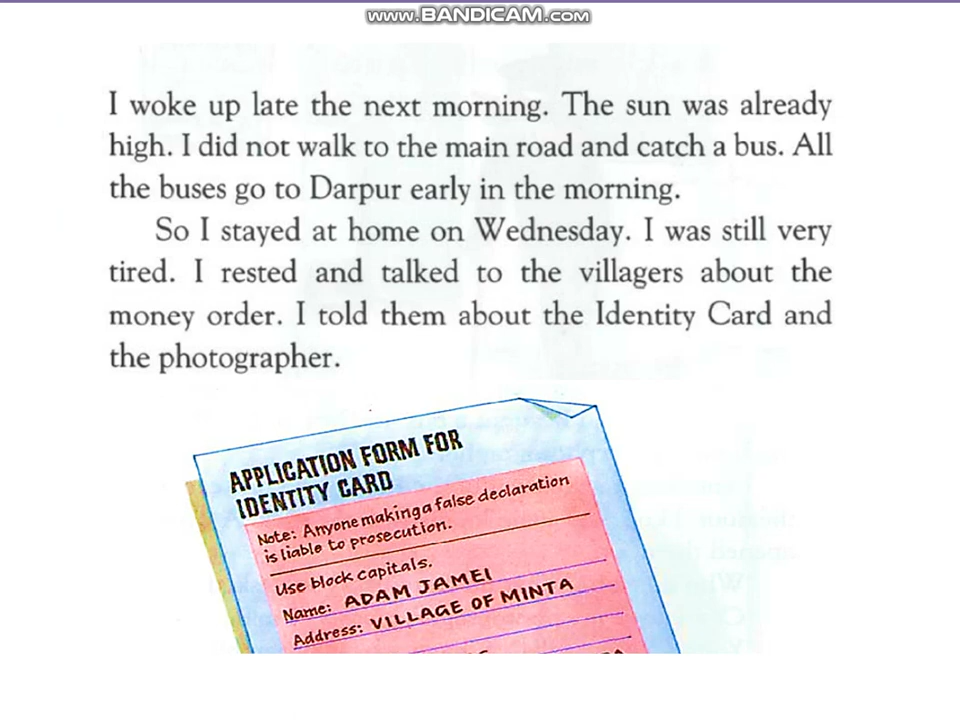 www.BANDICAM.com
I woke up late the next morning. The sun was already
high. I did not walk to the main road and catch a bus. All
the buses go to Darpur early in the morning.
So I stayed at home on Wednesday. I was still very
tired. I rested and talked to the villagers about the
money order. I told them about the Identity Card and
the photographer.
APPLICATION FORM FOR
IDENTITY CARD
Note: Anyone making a false declaration
is liable to prosecution.
Use block capitals.
Name: ADAM JAMEI
Address: VILLAGE OF MINTA